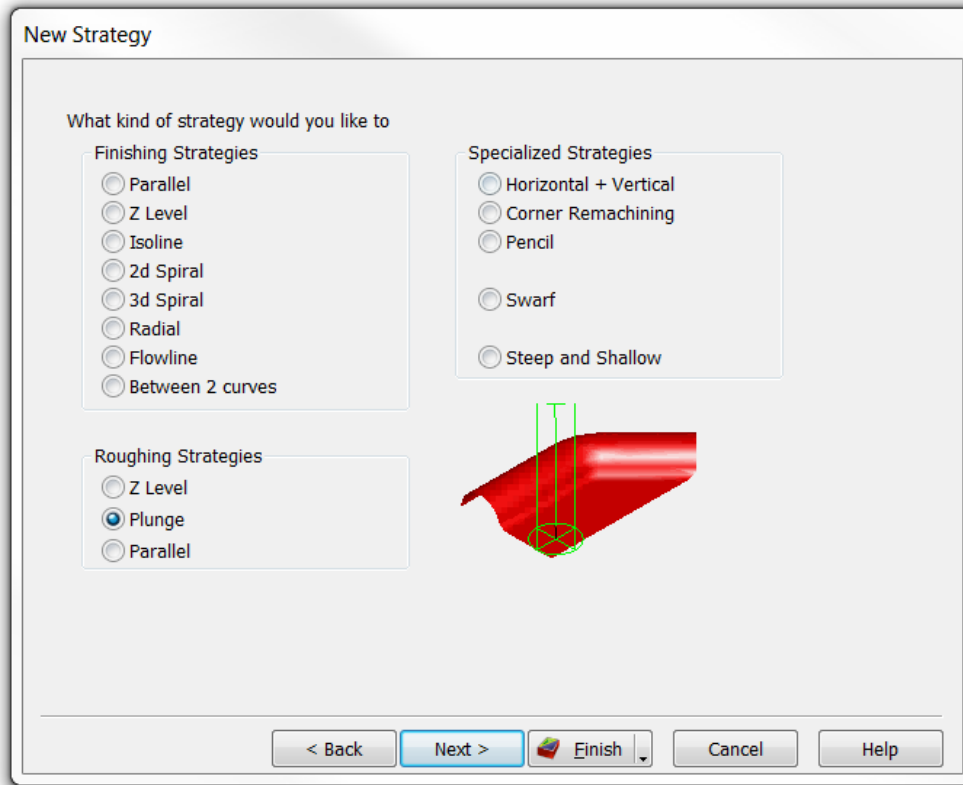 New Strategy
What kind of strategy would you like to
Finishing Strategies
Parallel
Z Level
Isoline
2d Spiral
3d Spiral
Radial
Flowline
Between 2 curves
Roughing Strategies
Z Level
Plunge
Parallel
Specialized Strategies
Horizontal + Vertical
Corner Remachining
Pencil
Swarf
Steep and Shallow
< Back
Next >
Finish
Cancel
Help